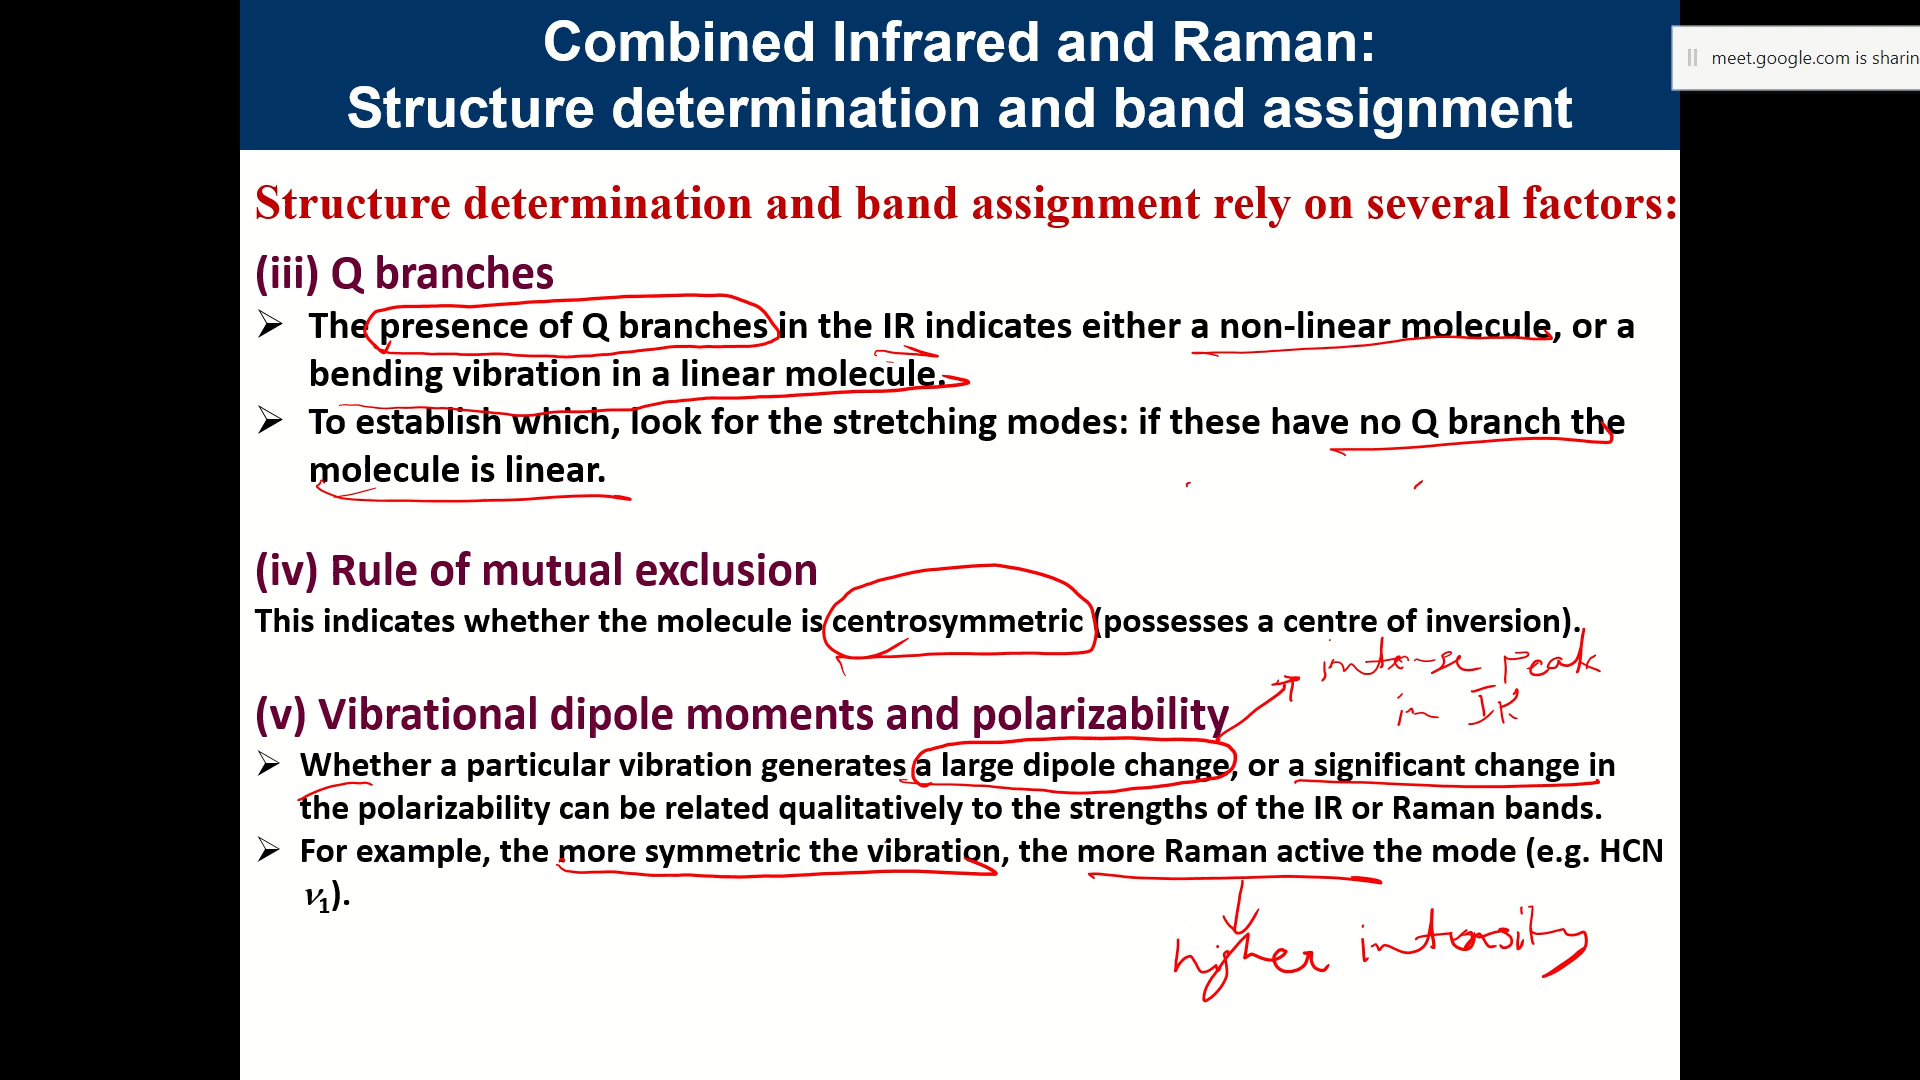 Combined Infrared and Raman:
Structure determination and band assignment
meet.google.com is sharin
Structure determination and band assignment rely on several factors:
(iii) Q branches
➢ The presence of Q branches in the IR indicates either a non-linear molecule, or a
bending vibration in a linear molecule.
➢ To establish which, look for the stretching modes: if these have no Q branch the
molecule is linear.
(iv) Rule of mutual exclusion
This indicates whether the molecule is centrosymmetric (possesses a centre of inversion).
intense peak
in IR
(v) Vibrational dipole moments and polarizability
➢ Whether a particular vibration generates a large dipole change, or a significant change in
the polarizability can be related qualitatively to the strengths of the IR or Raman bands.
➢ For example, the more symmetric the vibration, the more Raman active the mode (e.g. HCN
ν₁).
higher intensity